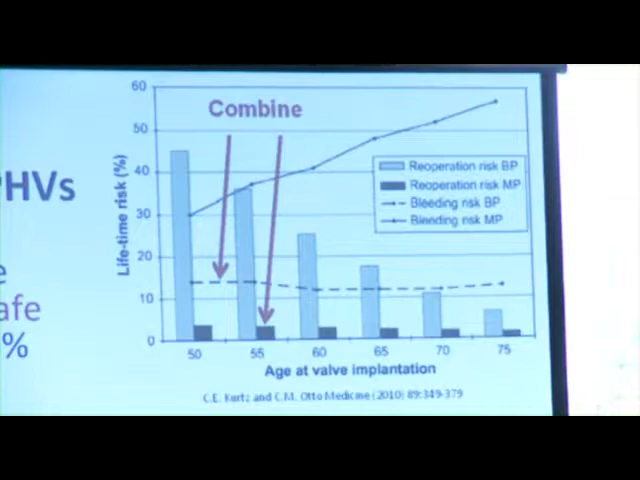 HVs
afe
%
60
50
40
30
20
10
0
Life-time risk (%)
Combine
Reoperation risk BP
Reoperation risk MP
Bleeding risk BP
Bleeding risk MP
50 55 60 65 70 75
Age at valve implantation
C.E. Kurtz and C.M. Otto Medicine (2010) 89:349-379